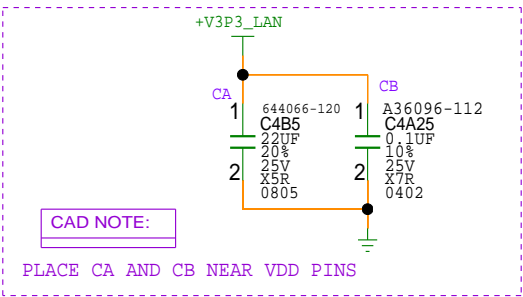 +V3P3_LAN
CA
CB
1
644066-120
C4B5
22UF
20%
25V
X5R
0805
2
1
A36096-112
C4A25
0.1UF
10%
25V
X7R
0402
2
CAD NOTE:
PLACE CA AND CB NEAR VDD PINS